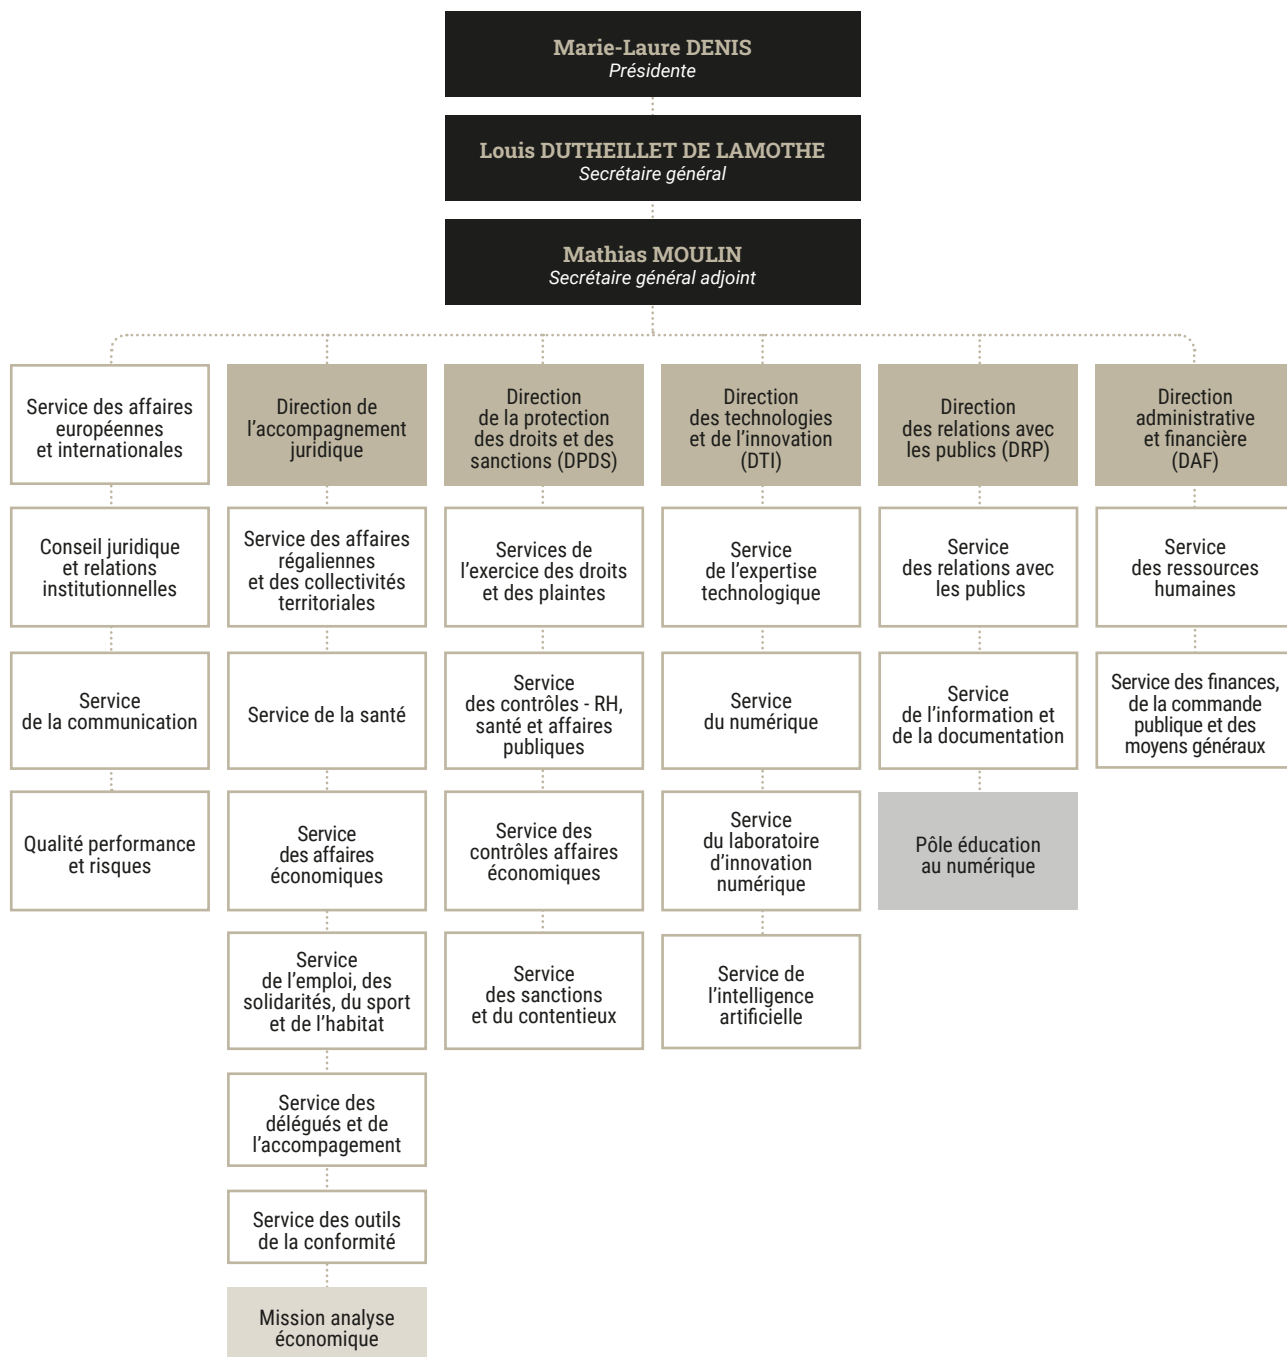 Marie-Laure DENIS
Présidente
Louis DUTHEILLET DE LAMOTHE
Secrétaire général
Mathias MOULIN
Secrétaire général adjoint
Service des affaires
européennes
et internationales
Conseil juridique
et relations
institutionnelles
Service
de la communication
Qualité performance
et risques
Direction de
l'accompagnement
juridique
Service des affaires
régaliennes
et des collectivités
territoriales
Service de la santé
Service
des affaires
économiques
Service
de l'emploi, des
solidarités, du sport
et de l'habitat
Service des
délégués et de
l'accompagement
Service des outils
de la conformité
Mission analyse
économique
Direction
de la protection
des droits et des
sanctions (DPDS)
Services de
l'exercice des droits
et des plaintes
Service
des contrôles - RH,
santé et affaires
publiques
Service des
contrôles affaires
économiques
Service
des sanctions
et du contentieux
Direction
des technologies
et de l'innovation
(DTI)
Service
de l'expertise
technologique
Service
du numérique
Service
du laboratoire
d'innovation
numérique
Service de
l'intelligence
artificielle
Direction
des relations avec
les publics (DRP)
Service
des relations avec
les publics
Service
de l'information et
de la documentation
Pôle éducation
au numérique
Direction
administrative
et financière
(DAF)
Service
des ressources
humaines
Service des finances,
de la commande
publique et des
moyens généraux